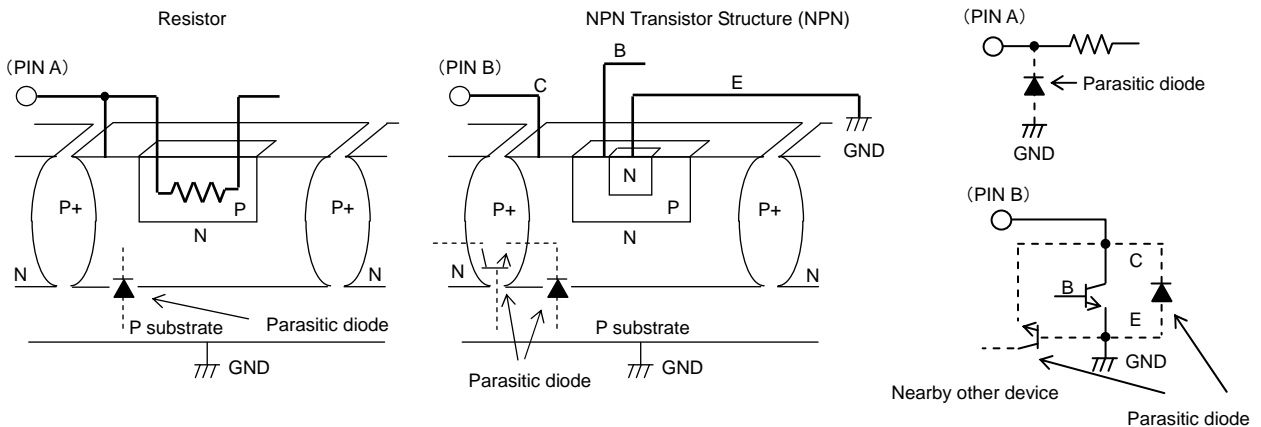 Resistor
(PIN A)
P+
P
N
P+
N
N
P substrate
Parasitic diode
GND
NPN Transistor Structure (NPN)
(PIN B)
C
B
E
GND
P+
N
P
N
P+
N
N
P substrate
Parasitic diode
GND
(PIN A)
Parasitic diode
GND
(PIN B)
C
B
E
GND
Nearby other device
Parasitic diode